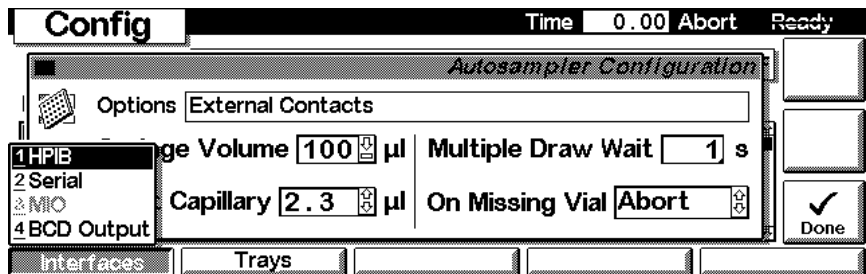 Config Time 0.00 Abort Ready
Autosampler Configuration
Options External Contacts
ge Volume 100 µl Multiple Draw Wait 1 s
Capillary 2.3 µl On Missing Vial Abort
1 HPIB
2 Serial
3 MIO
4 BCD Output
Done
Interfaces Trays